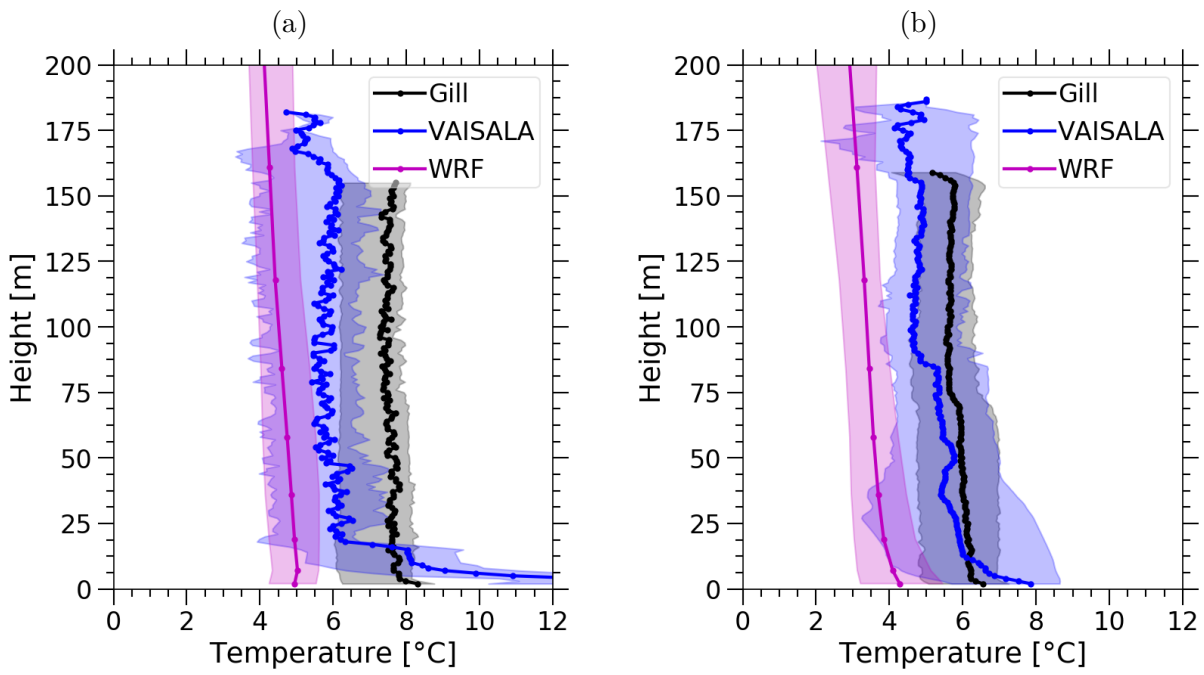 (a)
200
175
150
125
100
75
50
25
0
Height [m]
0 2 4 6 8 10 12
Temperature [°C]
Gill
VAISALA
WRF
(b)
200
175
150
125
100
75
50
25
0
Height [m]
0 2 4 6 8 10 12
Temperature [°C]
Gill
VAISALA
WRF